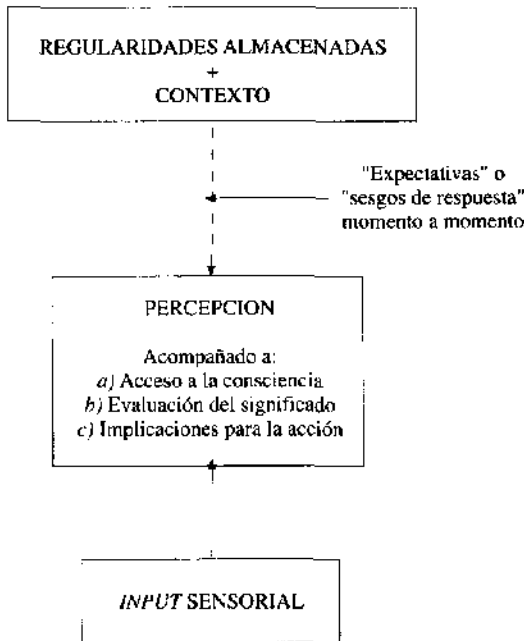 REGULARIDADES ALMACENADAS
+
CONTEXTO
"Expectativas" o
"sesgos de respuesta"
momento a momento
PERCEPCION
Acompañado a:
a) Acceso a la consciencia
b) Evaluación del significado
c) Implicaciones para la acción
INPUT SENSORIAL